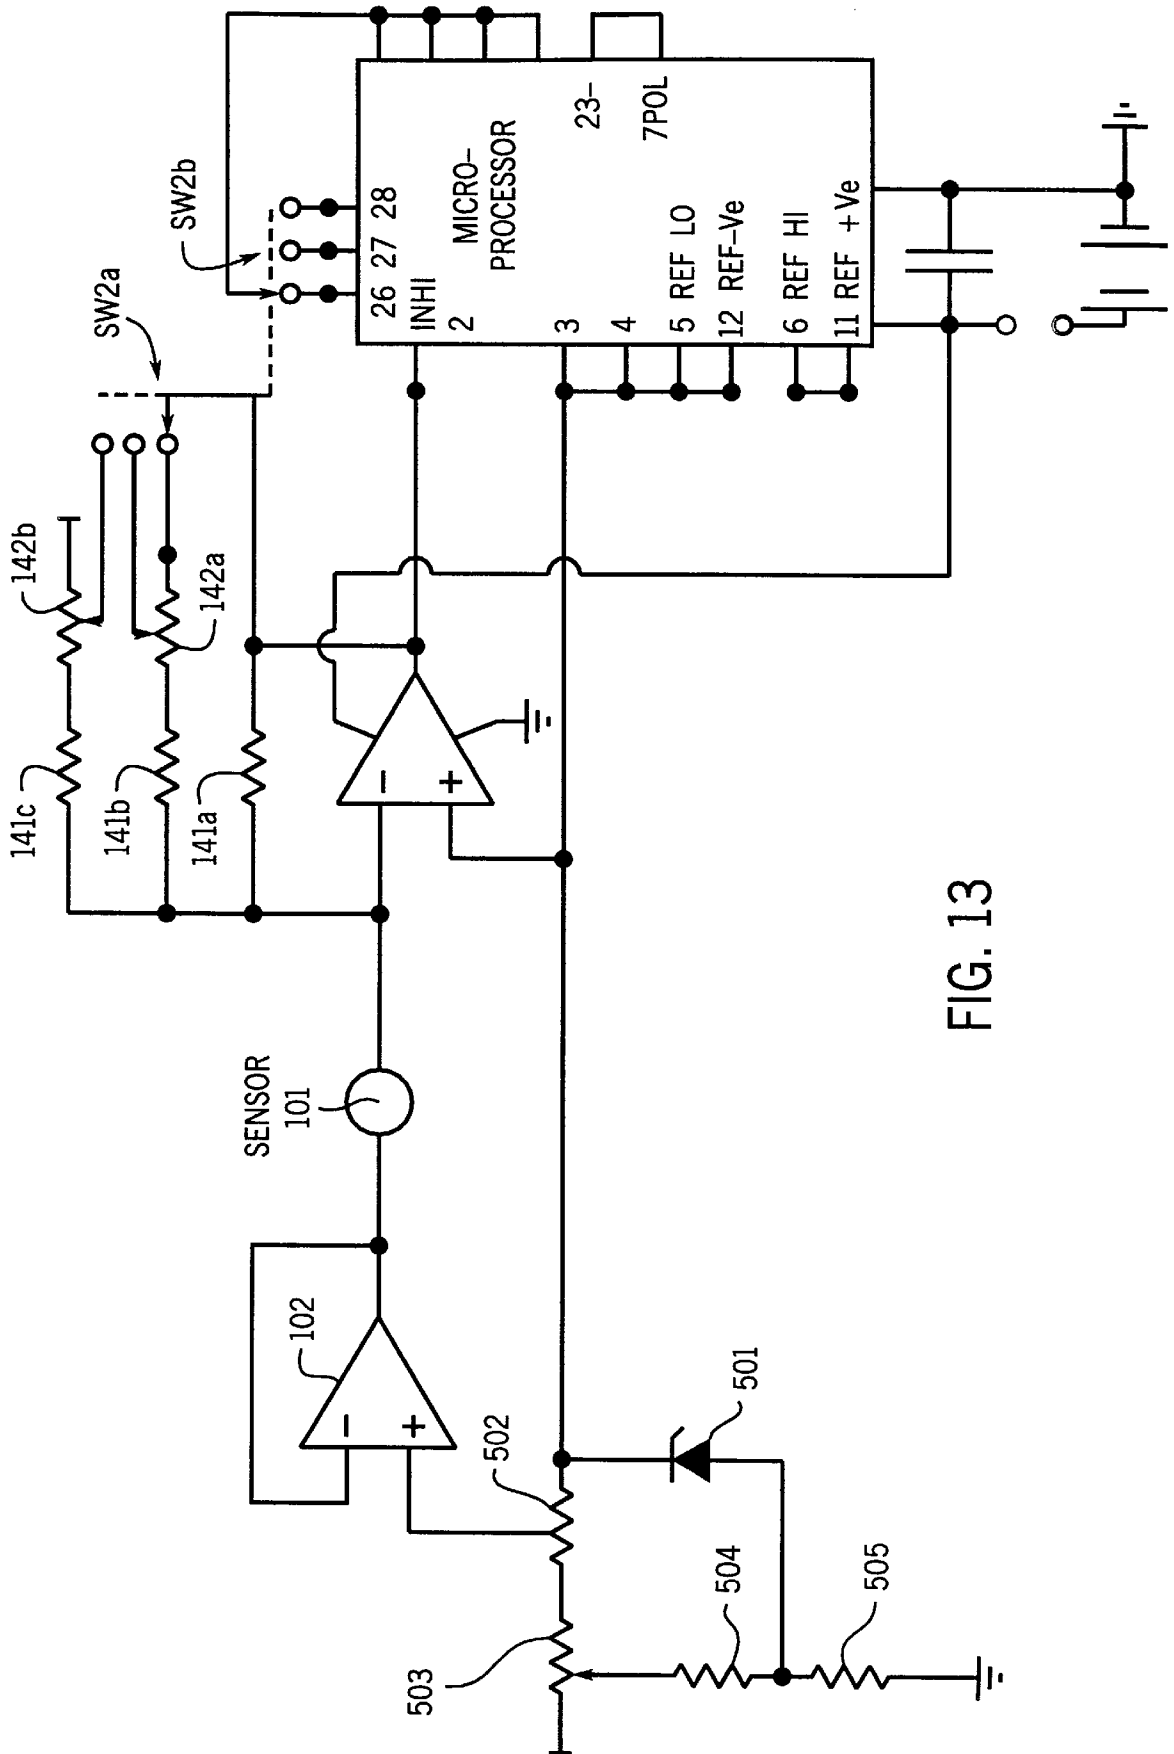 142b
SW2a
SW2b
141c
141b
142a
141a
26 27 28
INHI
2
MICRO-
PROCESSOR
23-
7POL
3
4
5 REF LO
12 REF-Ve
6 REF HI
11 REF +Ve
-
+
SENSOR
101
102
-
+
502
503
501
504
505
FIG. 13